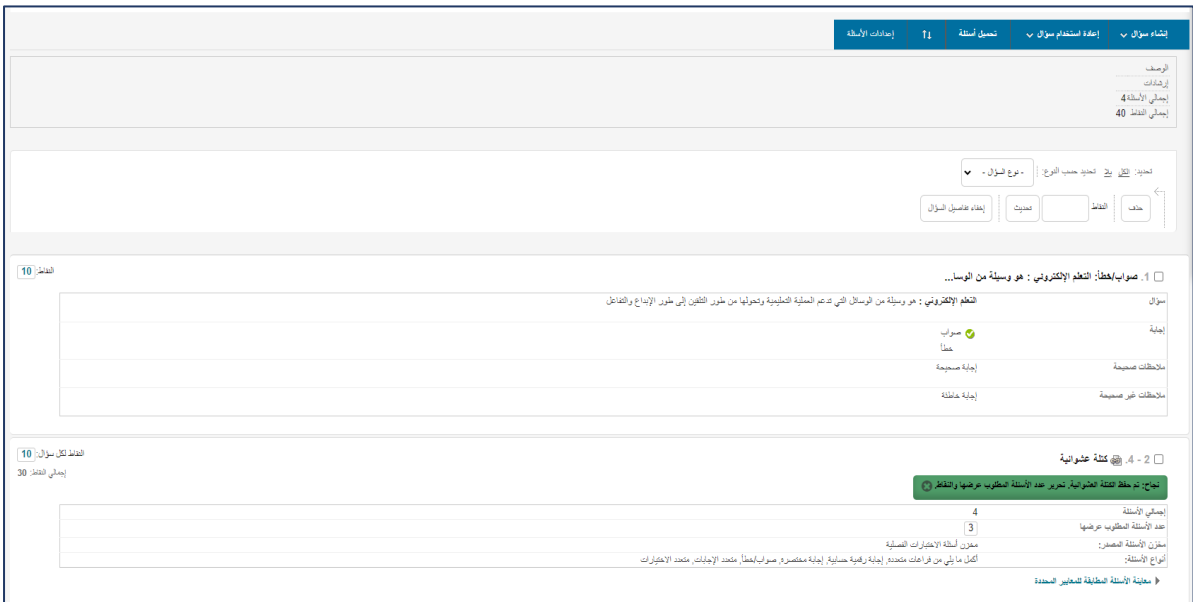 إنشاء سؤال إعادة استخدام سؤال تحميل أسئلة إعدادات الأسئلة
الوصف
إرشادات
إجمالي الأسئلة 4
إجمالي النقاط 40
تحديد: الكل بلا تحديد حسب النوع: - نوع السؤال -
حذف النقاط تحديث إخفاء تفاصيل السؤال
1. صواب/خطأ: التعلم الإلكتروني : هو وسيلة من الوسا... النقاط: 10
سؤال التعلم الإلكتروني : هو وسيلة من الوسائل التي تدعم العملية التعليمية وتحولها من طور التلقين إلى طور الإبداع والتفاعل
إجابة صواب
خطأ
ملاحظات صحيحة إجابة صحيحة
ملاحظات غير صحيحة إجابة خاطئة
2 - 4. كتلة عشوائية النقاط لكل سؤال: 10
إجمالي النقاط: 30
نجاح: تم حفظ الكتلة العشوائية. تحرير عدد الأسئلة المطلوب عرضها والنقاط.
إجمالي الأسئلة 4
عدد الأسئلة المطلوب عرضها 3
مخزن الأسئلة المصدر: مخزن أسئلة الاختبارات الفصلية
أنواع الأسئلة: أكمل ما يلي من فراغات متعددة, إجابة رقمية حسابية, إجابة مختصرة, صواب/خطأ, متعدد الإجابات, متعدد الاختيارات
معاينة الأسئلة المطابقة للمعايير المحددة